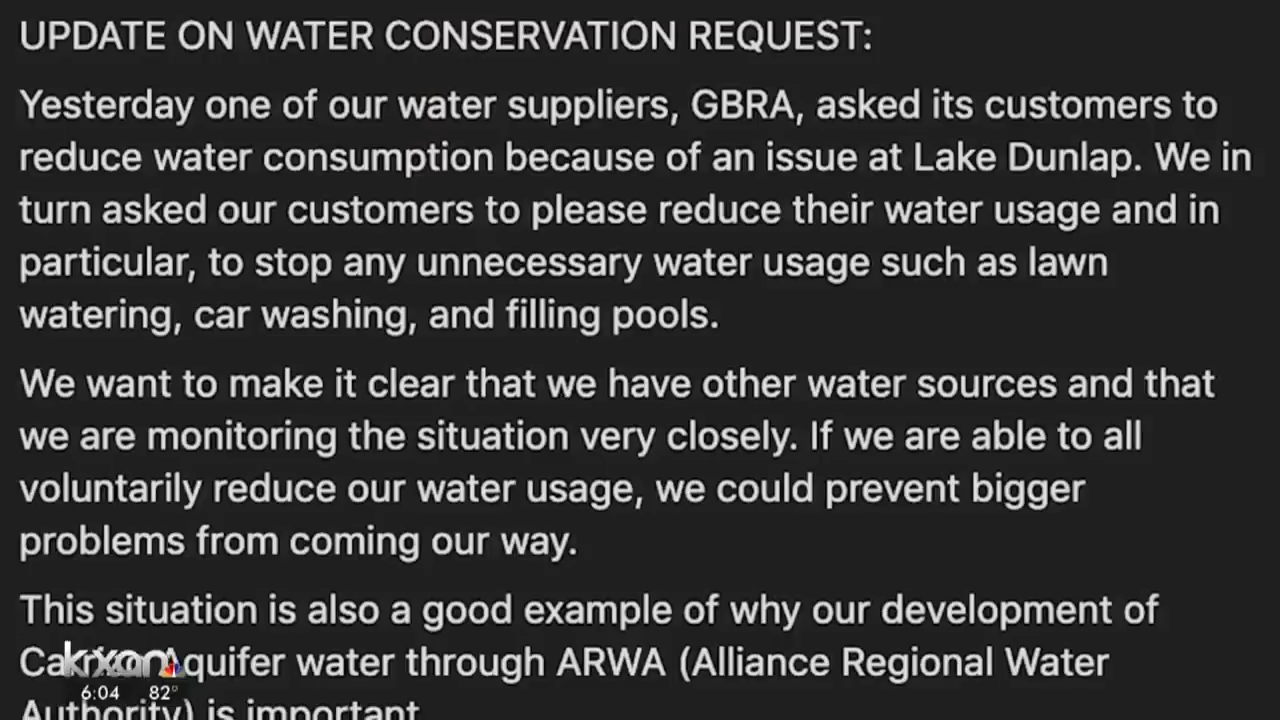 UPDATE ON WATER CONSERVATION REQUEST:
Yesterday one of our water suppliers, GBRA, asked its customers to
reduce water consumption because of an issue at Lake Dunlap. We in
turn asked our customers to please reduce their water usage and in
particular, to stop any unnecessary water usage such as lawn
watering, car washing, and filling pools.
We want to make it clear that we have other water sources and that
we are monitoring the situation very closely. If we are able to all
voluntarily reduce our water usage, we could prevent bigger
problems from coming our way.
This situation is also a good example of why our development of
Aquifer water through ARWA (Alliance Regional Water
Authority) is important
kxan
6:04 82°